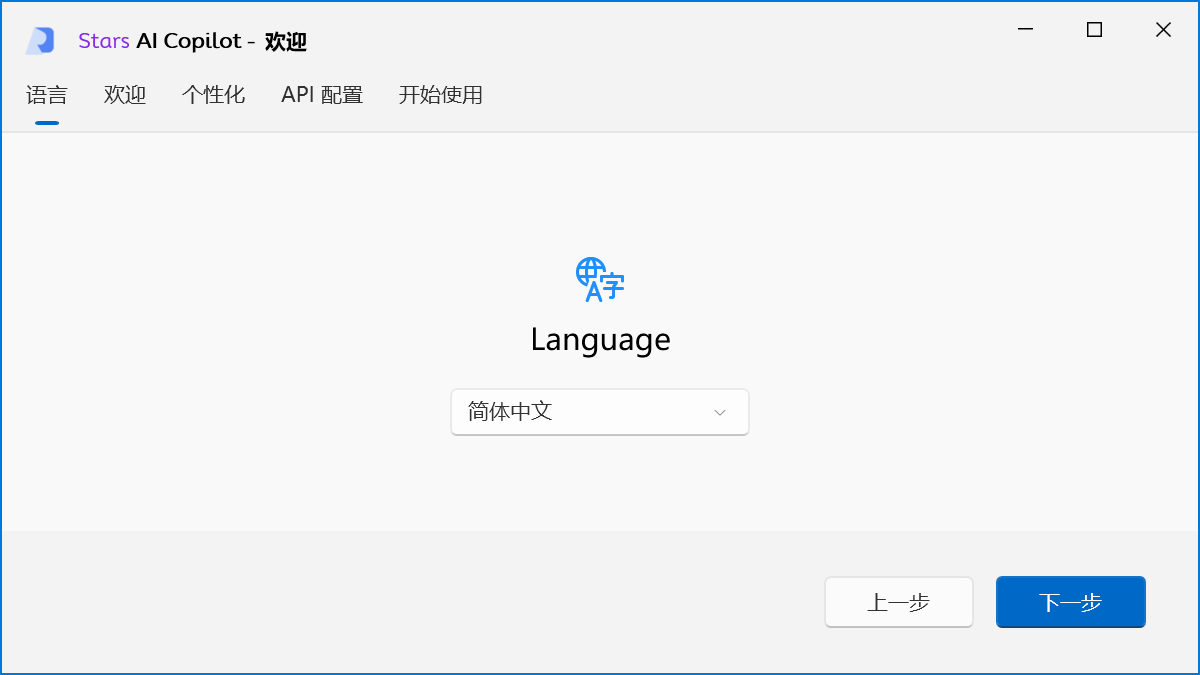 Stars AI Copilot - 欢迎
语言 欢迎 个性化 API 配置 开始使用
A字
Language
简体中文
上一步 下一步